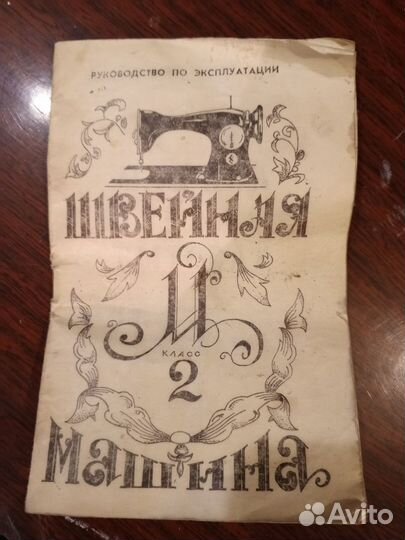 РУКОВОДСТВО ПО ЭКСПЛУАТАЦИИ
ШВЕЙНАЯ
М
КЛАСС
2
МАШИНА
Avito